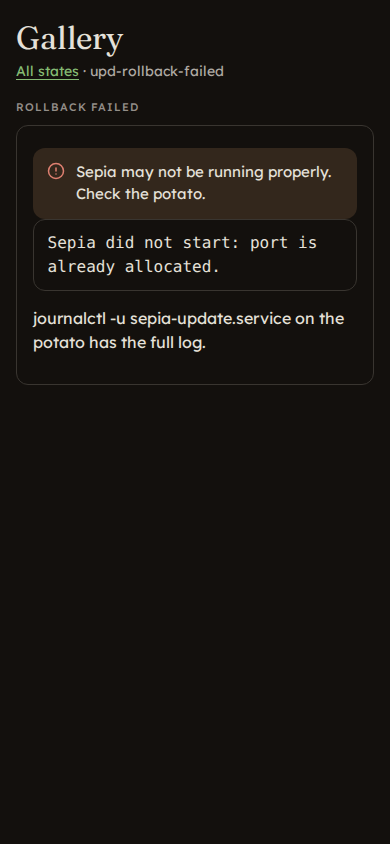 Gallery
All states · upd-rollback-failed
ROLLBACK FAILED
Sepia may not be running properly.
Check the potato.
Sepia did not start: port is
already allocated.
journalctl -u sepia-update.service on the
potato has the full log.